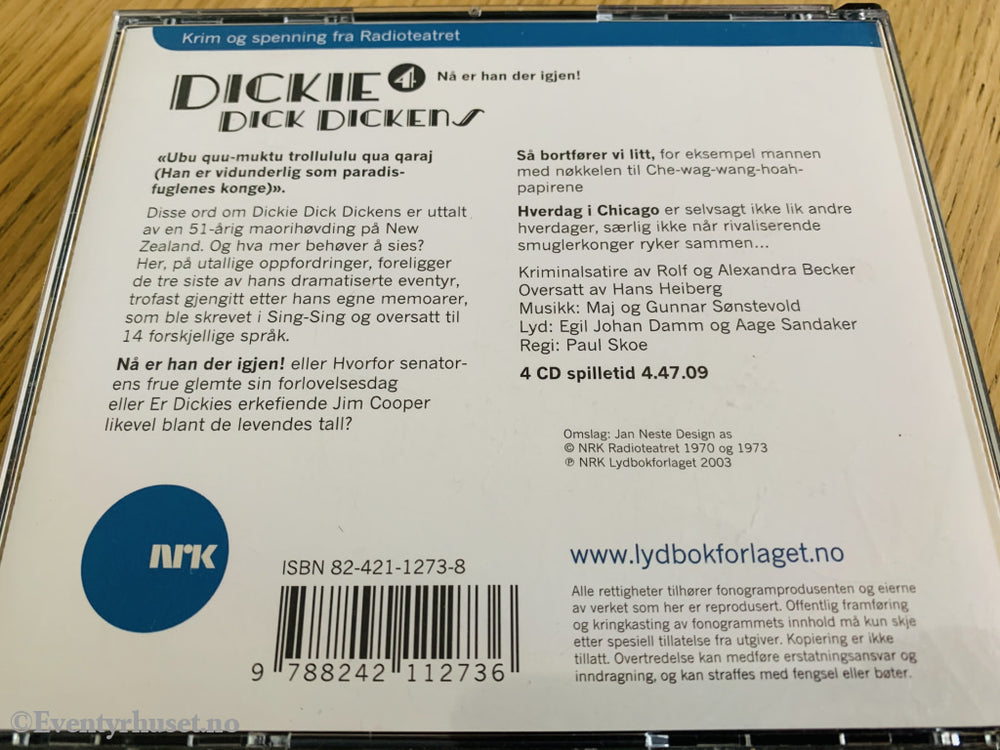 Krim og spenning fra Radioteatret
DICKIE 4 Nå er han der igjen!
DICK DICKENS
«Ubu quu-muktu trollululu qua qaraj
(Han er vidunderlig som paradis-
fuglenes konge)».
Disse ord om Dickie Dick Dickens er uttalt
av en 51-årig maorihøvding på New
Zealand. Og hva mer behøver å sies?
Her, på utallige oppfordringer, foreligger
de tre siste av hans dramatiserte eventyr,
trofast gjengitt etter hans egne memoarer,
som ble skrevet i Sing-Sing og oversatt til
14 forskjellige språk.
Nå er han der igjen! eller Hvorfor senator-
ens frue glemte sin forlovelsesdag
eller Er Dickies erkefiende Jim Cooper
likevel blant de levendes tall?
Så bortfører vi litt, for eksempel mannen
med nøkkelen til Che-wag-wang-hoah-
papirene
Hverdag i Chicago er selvsagt ikke lik andre
hverdager, særlig ikke når rivaliserende
smuglerkonger ryker sammen...
Kriminalsatire av Rolf og Alexandra Becker
Oversatt av Hans Heiberg
Musikk: Maj og Gunnar Sønstevold
Lyd: Egil Johan Damm og Aage Sandaker
Regi: Paul Skoe
4 CD spilletid 4.47.09
Omslag: Jan Neste Design as
© NRK Radioteatret 1970 og 1973
℗ NRK Lydbokforlaget 2003
nrk
ISBN 82-421-1273-8
9 788242 112736
www.lydbokforlaget.no
Alle rettigheter tilhører fonogramprodusenten og eierne
av verket som her er reprodusert. Offentlig framføring
og kringkasting av fonogrammets innhold må kun skje
etter spesiell tillatelse fra utgiver. Kopiering er ikke
tillatt. Overtredelse kan medføre erstatningsansvar og
inndragning, og kan straffes med fengsel eller bøter.
©Eventyrhuset.no